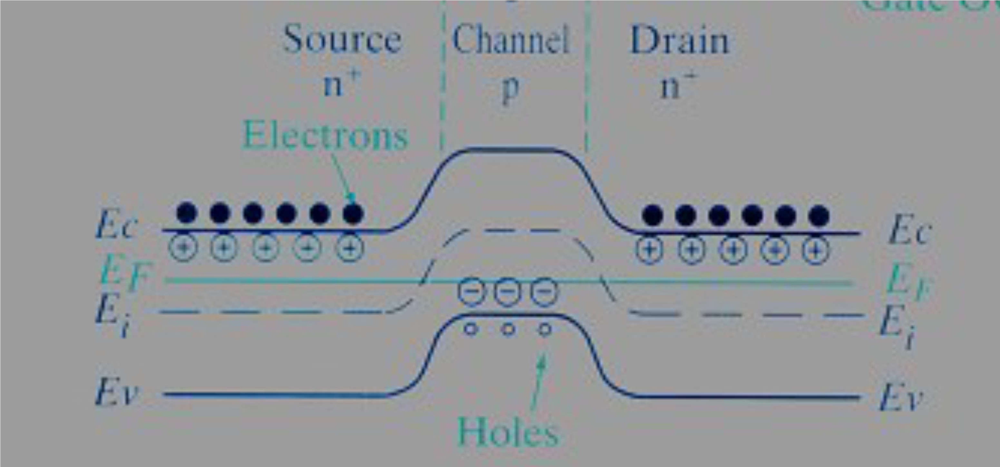 Source Channel Drain
n+ p n+
Electrons
Ec Ec
EF EF
Ei Ei
Ev Ev
Holes